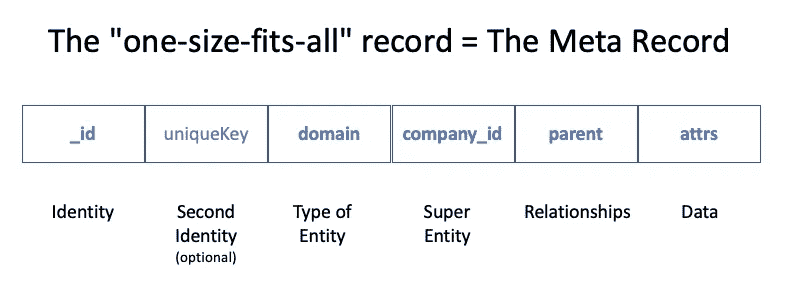 The "one-size-fits-all" record = The Meta Record
_id uniqueKey domain company_id parent attrs
Identity Second Type of Super Relationships Data
Identity Entity Entity
(optional)